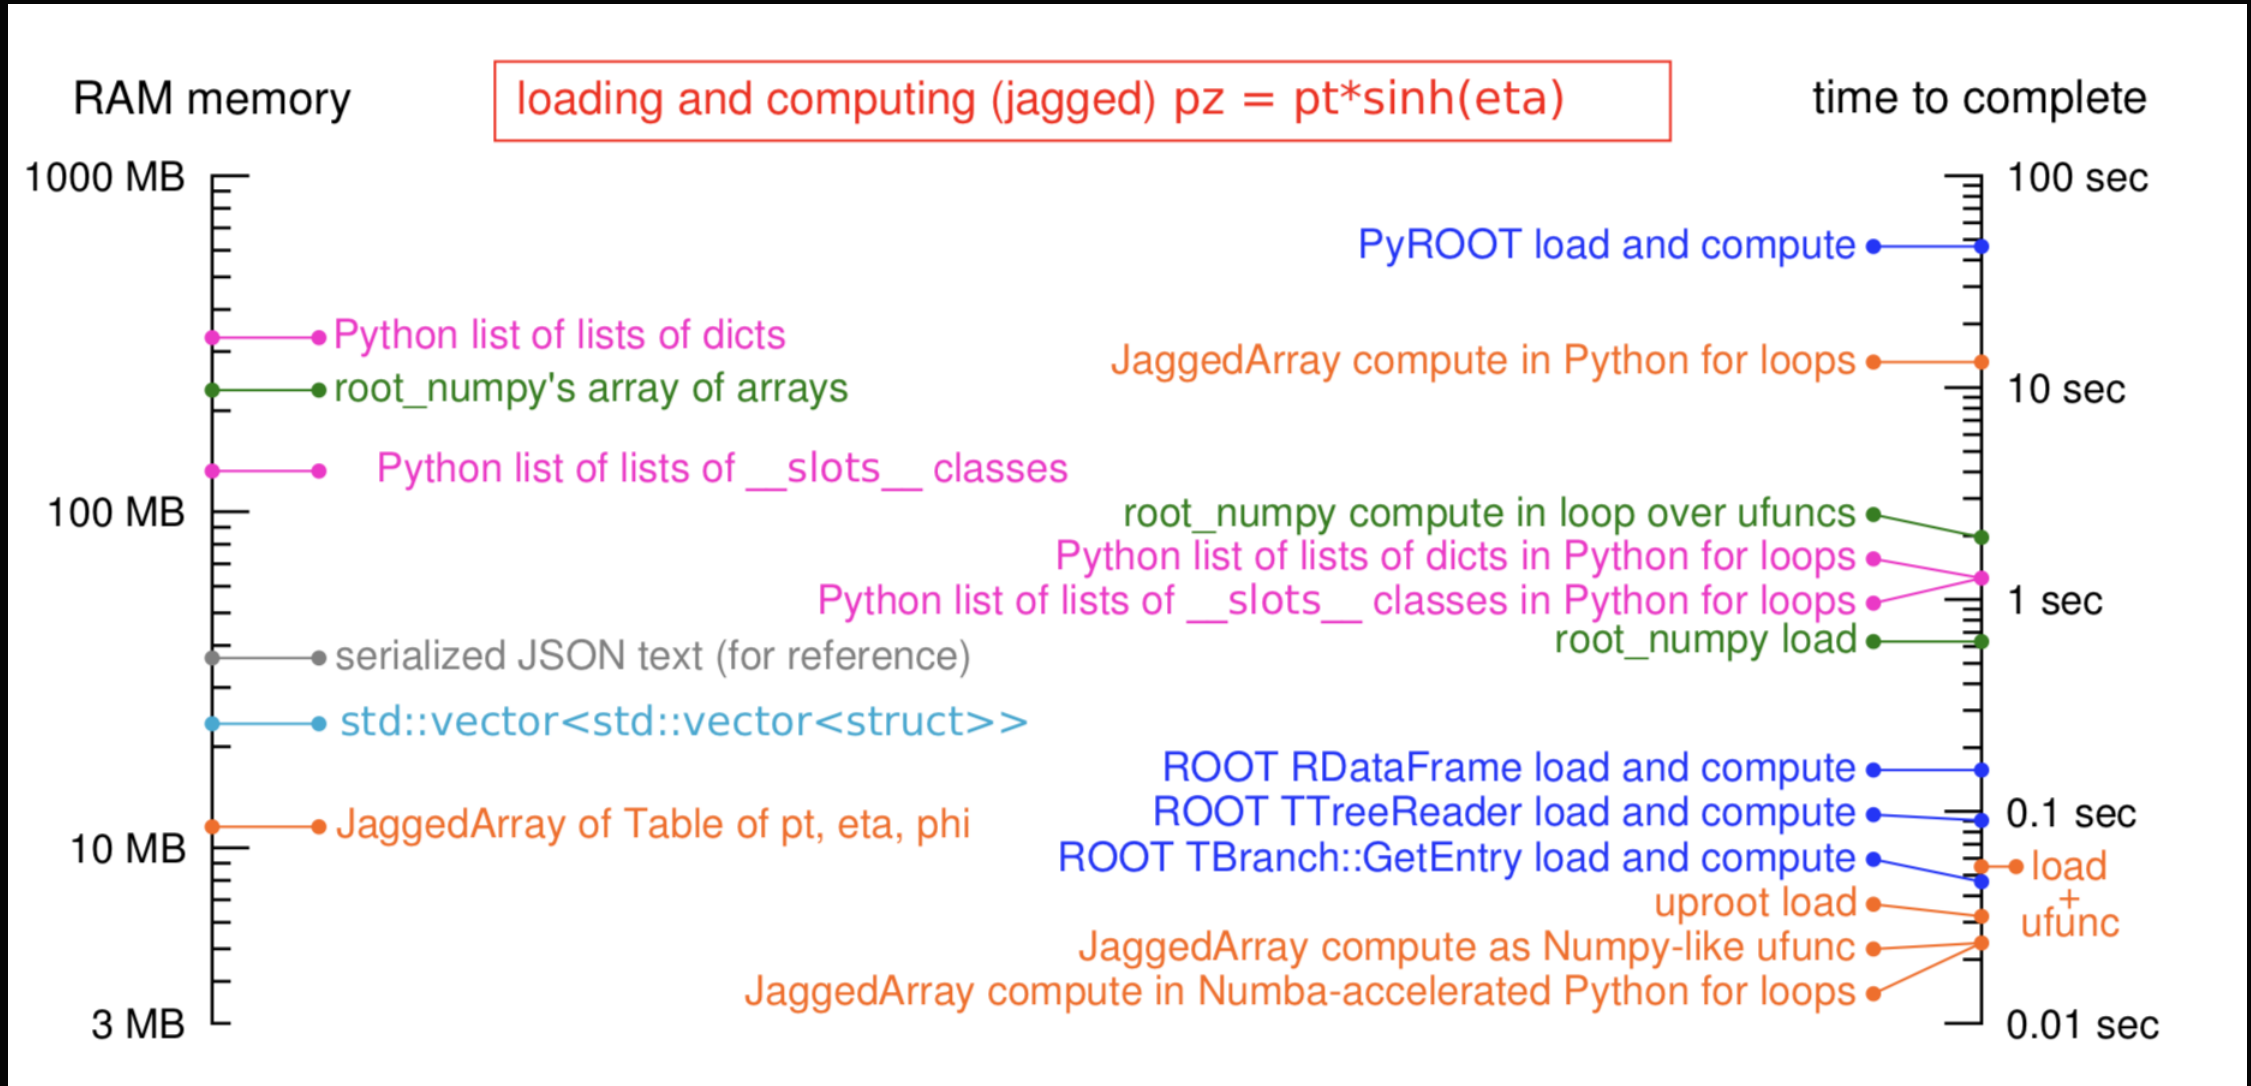 RAM memory
loading and computing (jagged) pz = pt*sinh(eta)
time to complete
1000 MB
100 MB
10 MB
3 MB
Python list of lists of dicts
root_numpy's array of arrays
Python list of lists of __slots__ classes
serialized JSON text (for reference)
std::vector<std::vector<struct>>
JaggedArray of Table of pt, eta, phi
PyROOT load and compute
JaggedArray compute in Python for loops
root_numpy compute in loop over ufuncs
Python list of lists of dicts in Python for loops
Python list of lists of __slots__ classes in Python for loops
root_numpy load
ROOT RDataFrame load and compute
ROOT TTreeReader load and compute
ROOT TBranch::GetEntry load and compute
uproot load
JaggedArray compute as Numpy-like ufunc
JaggedArray compute in Numba-accelerated Python for loops
100 sec
10 sec
1 sec
0.1 sec
load
+
ufunc
0.01 sec